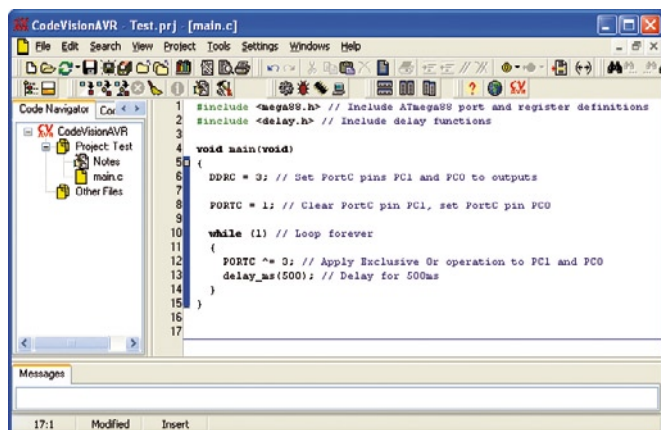 CodeVisionAVR - Test.prj - [main.c]
File Edit Search View Project Tools Settings Windows Help
Code Navigator Co
CodeVisionAVR
Project: Test
Notes
main.c
Other Files
1 #include <mega88.h> // Include ATmega88 port and register definitions
2 #include <delay.h> // Include delay functions
3
4 void main(void)
5 {
6 DDRC = 3; // Set PortC pins PC1 and PC0 to outputs
7
8 PORTC = 1; // Clear PortC pin PC1, set PortC pin PC0
9
10 while (1) // Loop forever
11 {
12 PORTC ^= 3; // Apply Exclusive Or operation to PC1 and PC0
13 delay_ms(500); // Delay for 500ms
14 }
15 }
16
17
Messages
17:1 Modified Insert